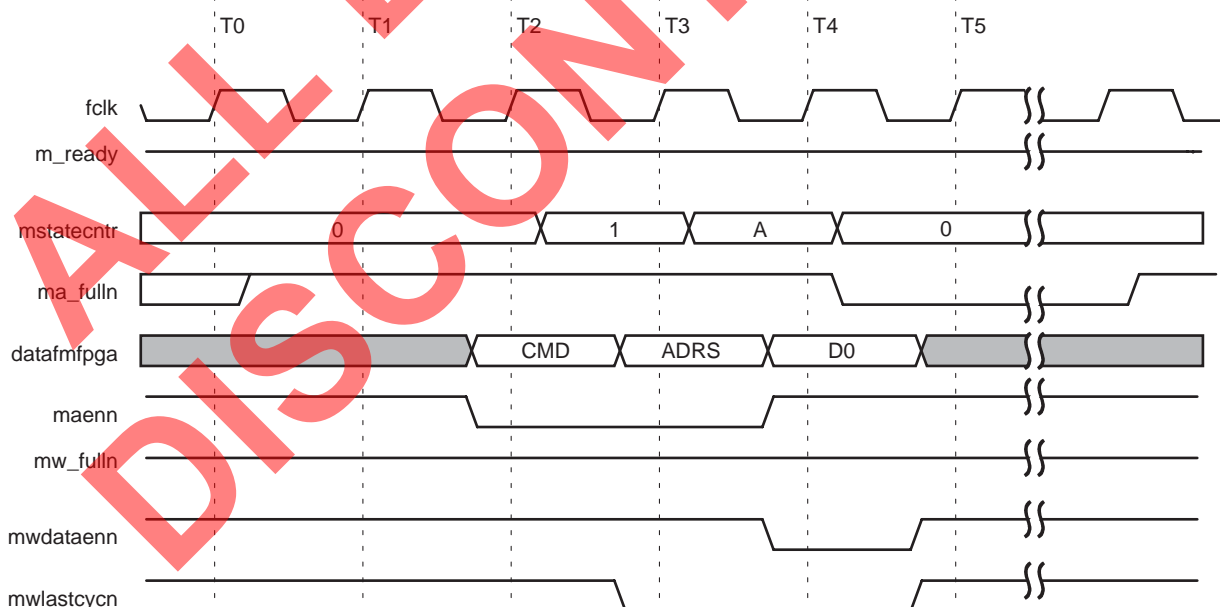 T0 T1 T2 T3 T4 T5
fclk
m_ready
mstatecntr 0 1 A 0
ma_fulln
datafmfpga CMD ADRS D0
maenn
mw_fulln
mwdataenn
mwlastcycn
ALL
DISCON